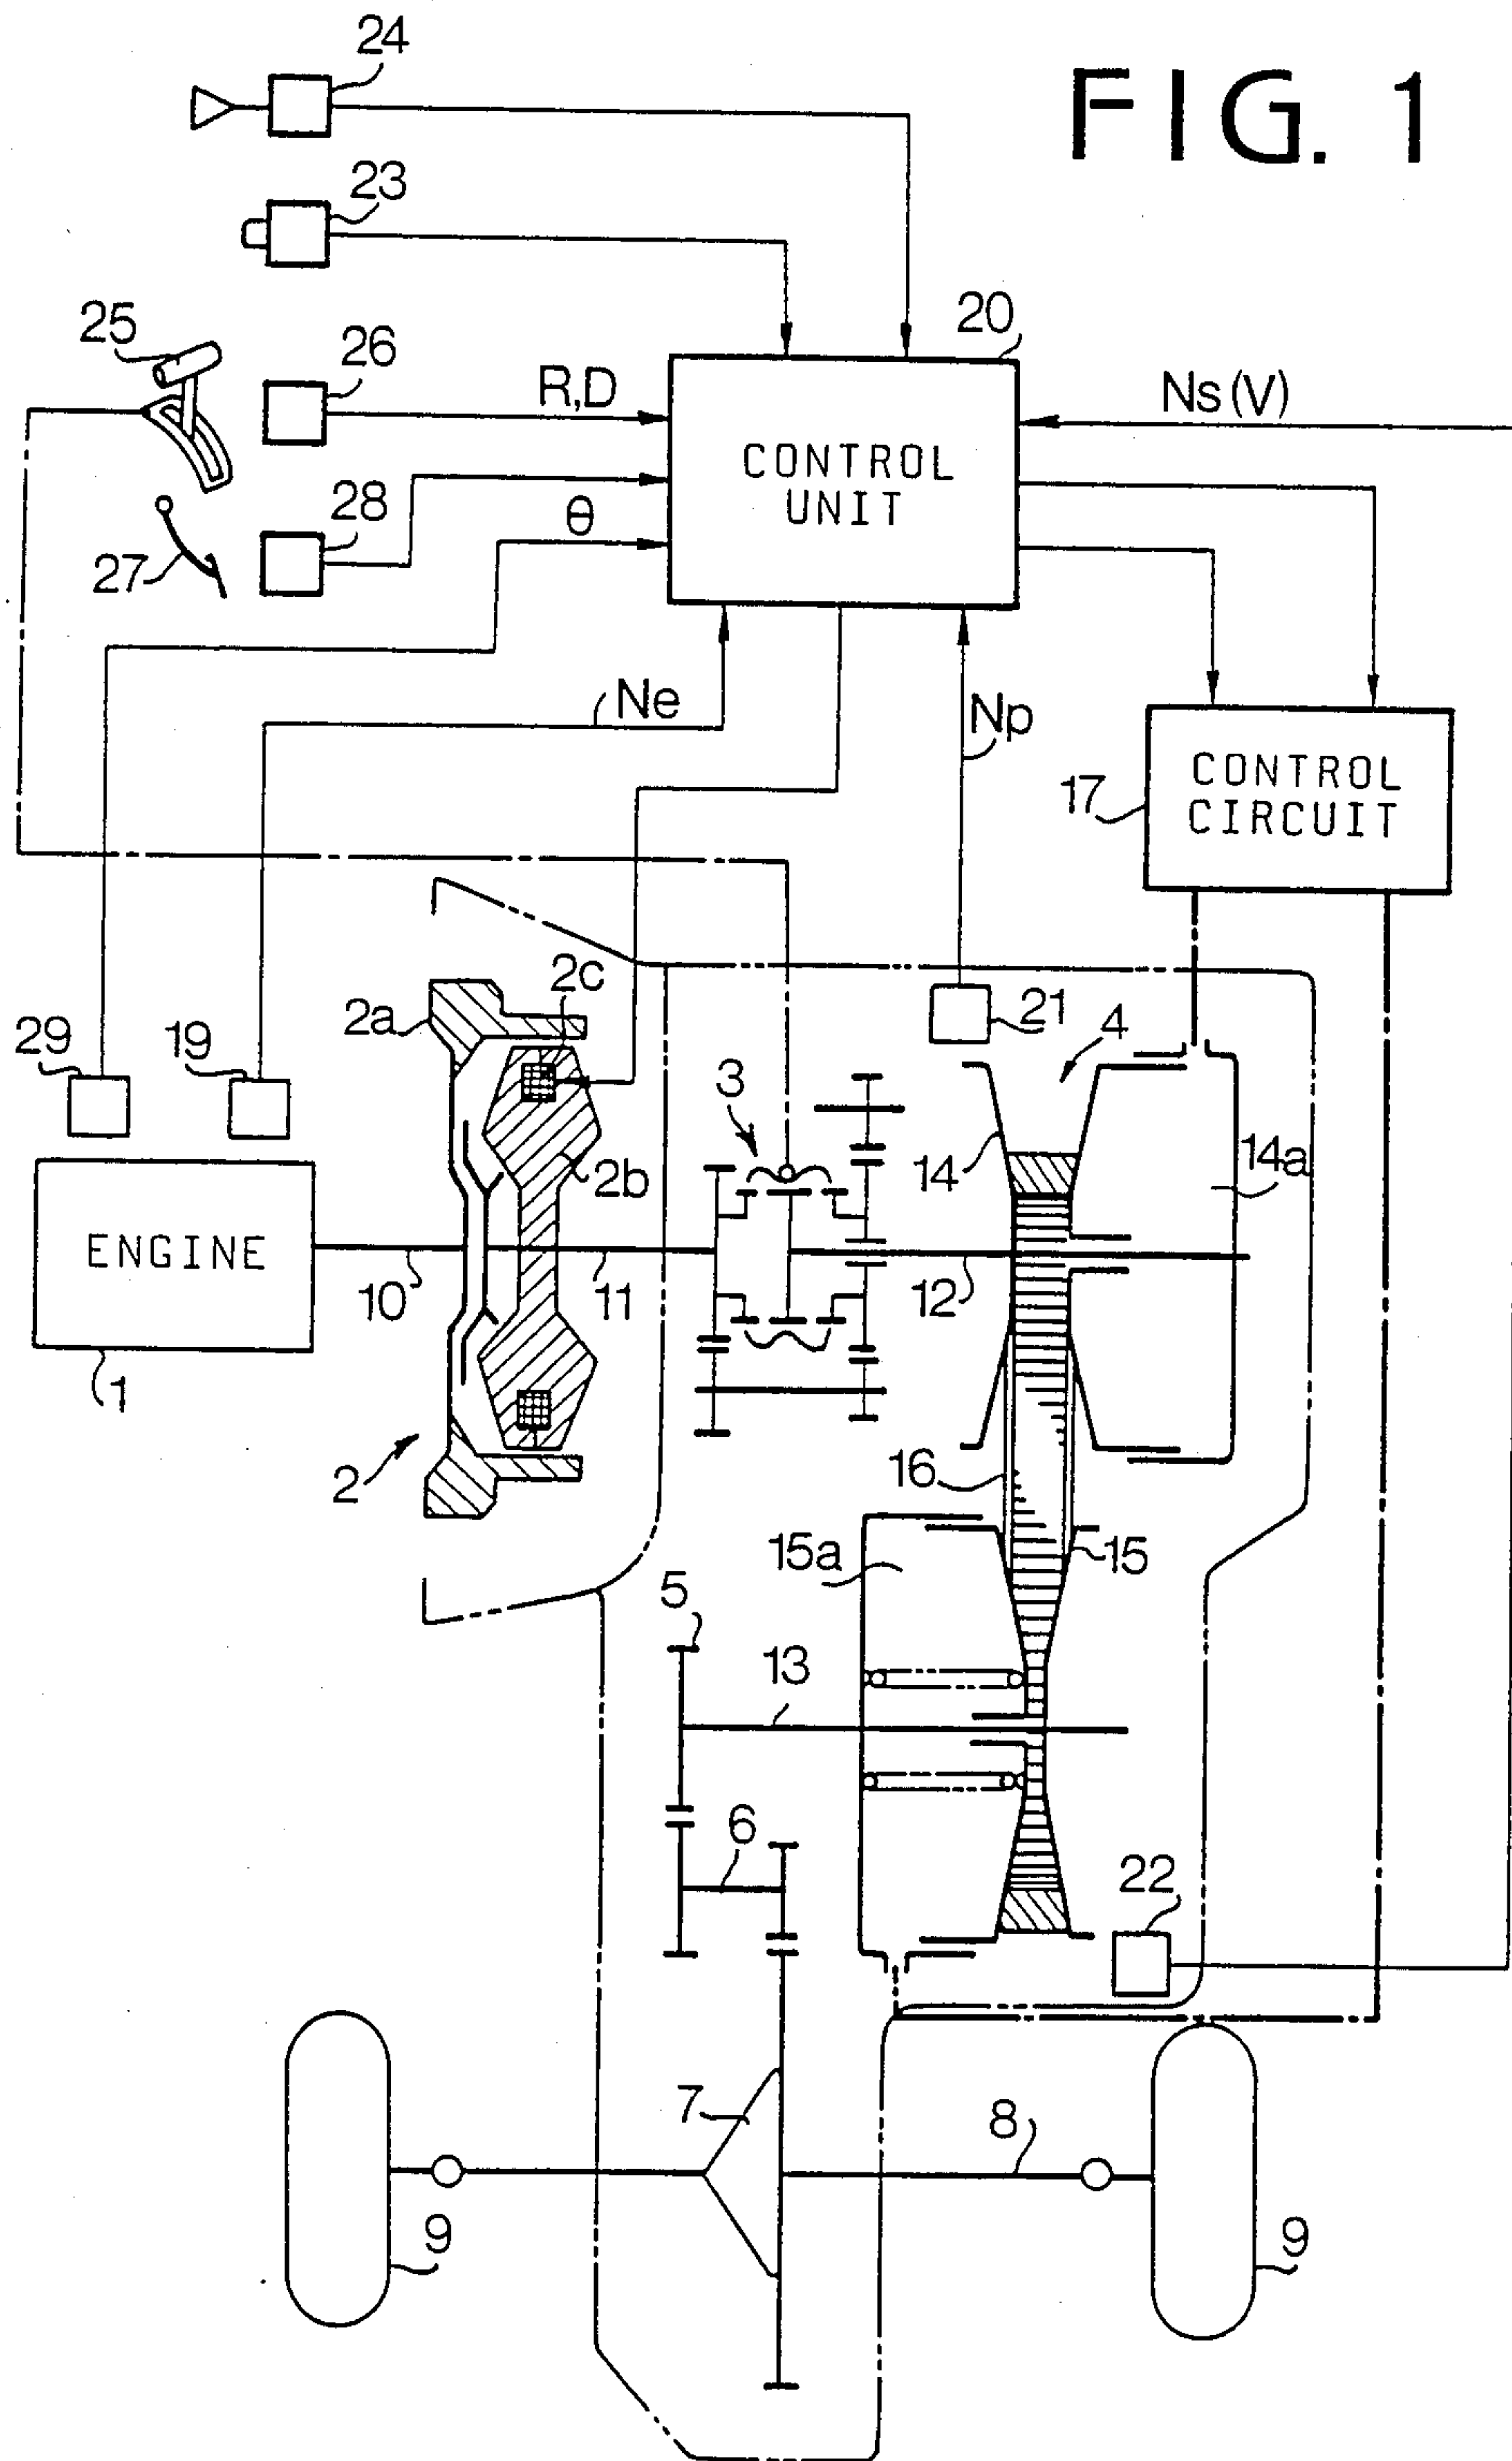 FIG. 1
24
23
25
26
R,D
20
Ns(V)
CONTROL
UNIT
28
θ
27
Ne
Np
17
CONTROL
CIRCUIT
2c
2a
21
4
29
19
3
14
14a
2b
ENGINE
10
11
12
1
2
16
15a
15
5
13
6
22
7
8
9
9